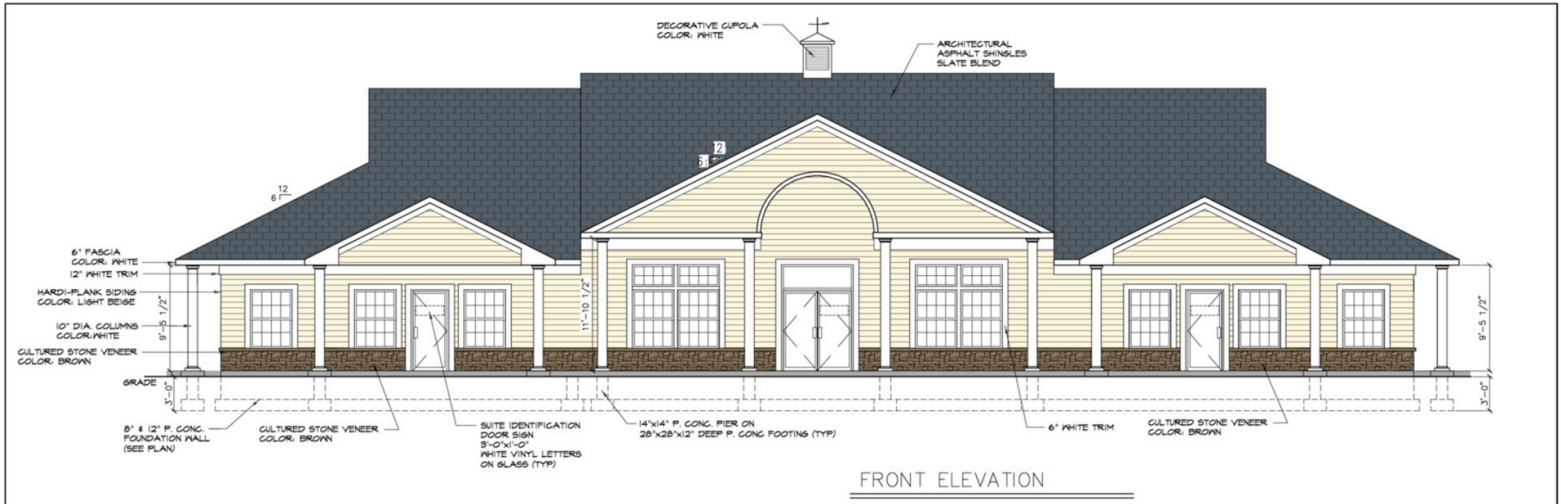 DECORATIVE CUPOLA
COLOR: WHITE
ARCHITECTURAL
ASPHALT SHINGLES
SLATE BLEND
12
6
12
6
6" FASCIA
COLOR: WHITE
12" WHITE TRIM
HARDI-PLANK SIDING
COLOR: LIGHT BEIGE
10" DIA. COLUMNS
COLOR:WHITE
CULTURED STONE VENEER
COLOR: BROWN
9'-5 1/2"
11'-10 1/2"
9'-5 1/2"
GRADE
3'-0"
3'-0"
8" & 12" P. CONC.
FOUNDATION WALL
(SEE PLAN)
CULTURED STONE VENEER
COLOR: BROWN
SUITE IDENTIFICATION
DOOR SIGN
3'-0"x1'-0"
WHITE VINYL LETTERS
ON GLASS (TYP)
14"x14" P. CONC. PIER ON
28"x28"x12" DEEP P. CONC FOOTING (TYP)
6" WHITE TRIM
CULTURED STONE VENEER
COLOR: BROWN
FRONT ELEVATION